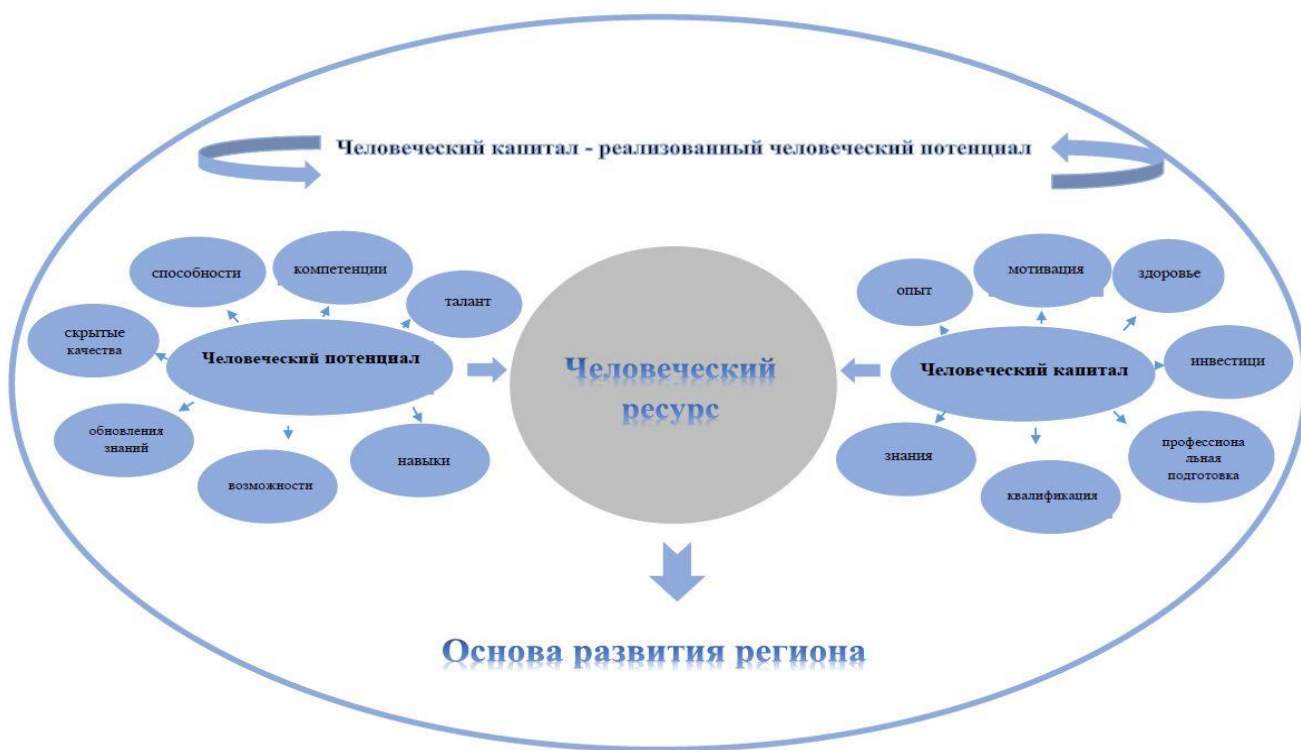 Человеческий капитал - реализованный человеческий потенциал
способности
компетенции
талант
скрытые
качества
Человеческий потенциал
обновления
знаний
возможности
навыки
Человеческий
ресурс
опыт
мотивация
здоровье
Человеческий капитал
инвестици
знания
квалификация
профессиона
льная
подготовка
Основа развития региона